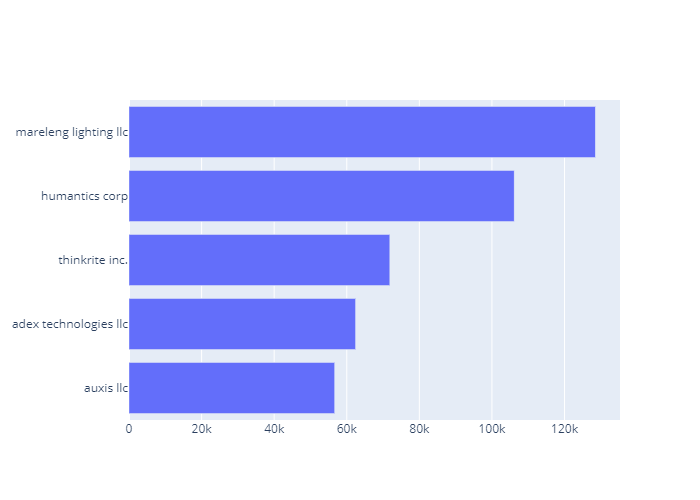 mareleng lighting llc
humantics corp
thinkrite inc.
adex technologies llc
auxis llc
0 20k 40k 60k 80k 100k 120k